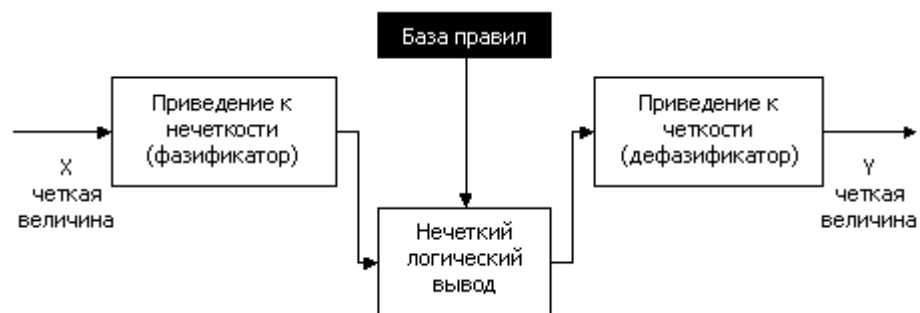 База правил
Приведение к
нечеткости
(фазификатор)
Приведение к
четкости
(дефазификатор)
X
четкая
величина
Y
четкая
величина
Нечеткий
логический
вывод